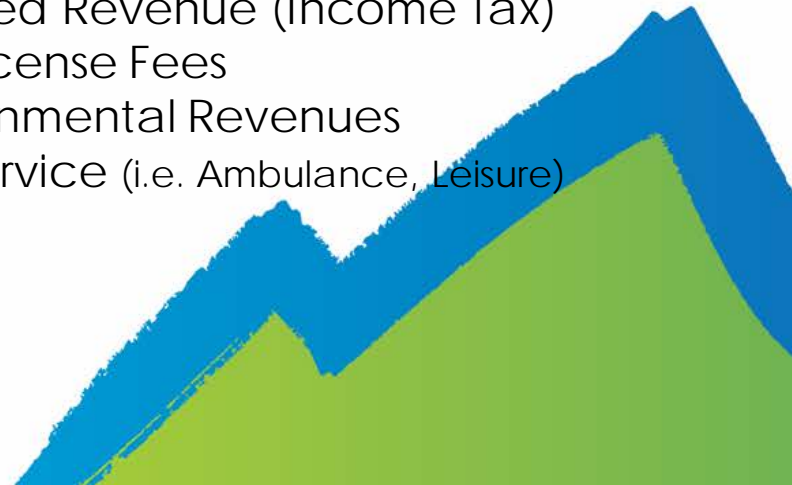 ed Revenue (Income Tax)
cense Fees
nmental Revenues
rvice (i.e. Ambulance, Leisure)